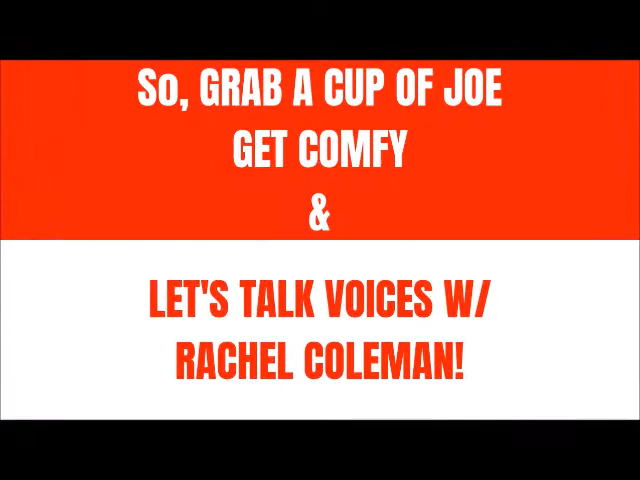 So, GRAB A CUP OF JOE
GET COMFY
&
LET'S TALK VOICES W/
RACHEL COLEMAN!